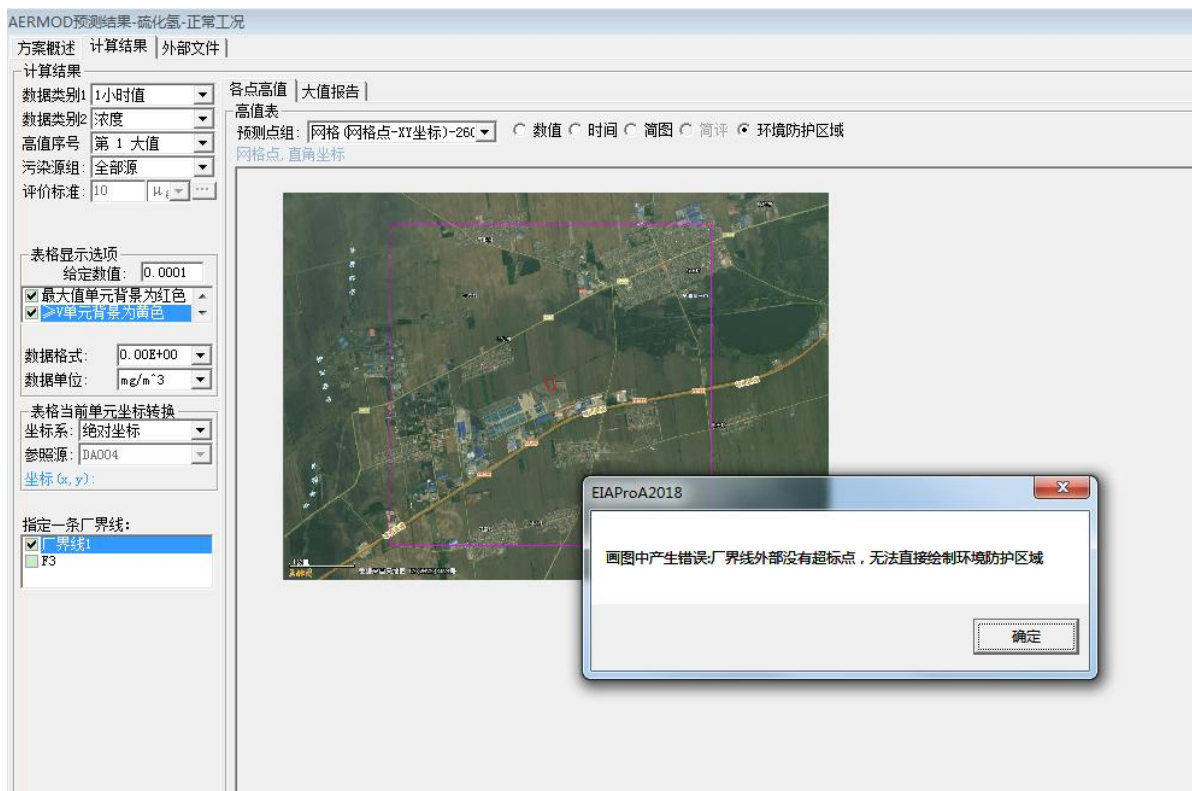 AERMOD预测结果-硫化氢-正常工况
方案概述 计算结果 外部文件
计算结果
数据类别1 1小时值
数据类别2 浓度
高值序号 第 1 大值
污染源组: 全部源
评价标准: 10
表格显示选项
给定数值: 0.0001
最大值单元背景为红色
≥V单元背景为黄色
数据格式: 0.00E+00
数据单位: mg/m^3
表格当前单元坐标转换
坐标系: 绝对坐标
参照源: DA004
坐标(x,y):
指定一条厂界线:
厂界线1
F3
各点高值 大值报告
高值表
预测点组: 网格(网格点-XY坐标)-26( 数值 时间 简图 简评 环境防护区域
网格点,直角坐标
EIAProA2018
画图中产生错误:厂界线外部没有超标点，无法直接绘制环境防护区域
确定